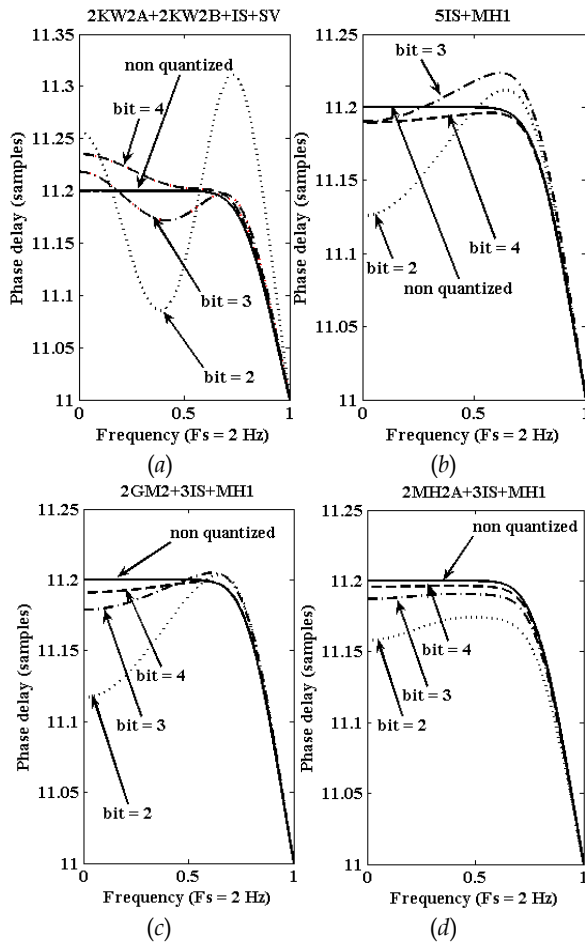 2KW2A+2KW2B+IS+SV
11.35
11.3
11.25
11.2
11.15
11.1
11.05
11
Phase delay (samples)
non quantized
bit = 4
bit = 3
bit = 2
0
0.5
1
Frequency (Fs = 2 Hz)
(a)
5IS+MH1
11.25
11.2
11.15
11.1
11.05
11
Phase delay (samples)
bit = 3
bit = 2
bit = 4
non quantized
0
0.5
1
Frequency (Fs = 2 Hz)
(b)
2GM2+3IS+MH1
11.25
11.2
11.15
11.1
11.05
11
Phase delay (samples)
non quantized
bit = 4
bit = 3
bit = 2
0
0.5
1
Frequency (Fs = 2 Hz)
(c)
2MH2A+3IS+MH1
11.25
11.2
11.15
11.1
11.05
11
Phase delay (samples)
non quantized
bit = 4
bit = 3
bit = 2
0
0.5
1
Frequency (Fs = 2 Hz)
(d)